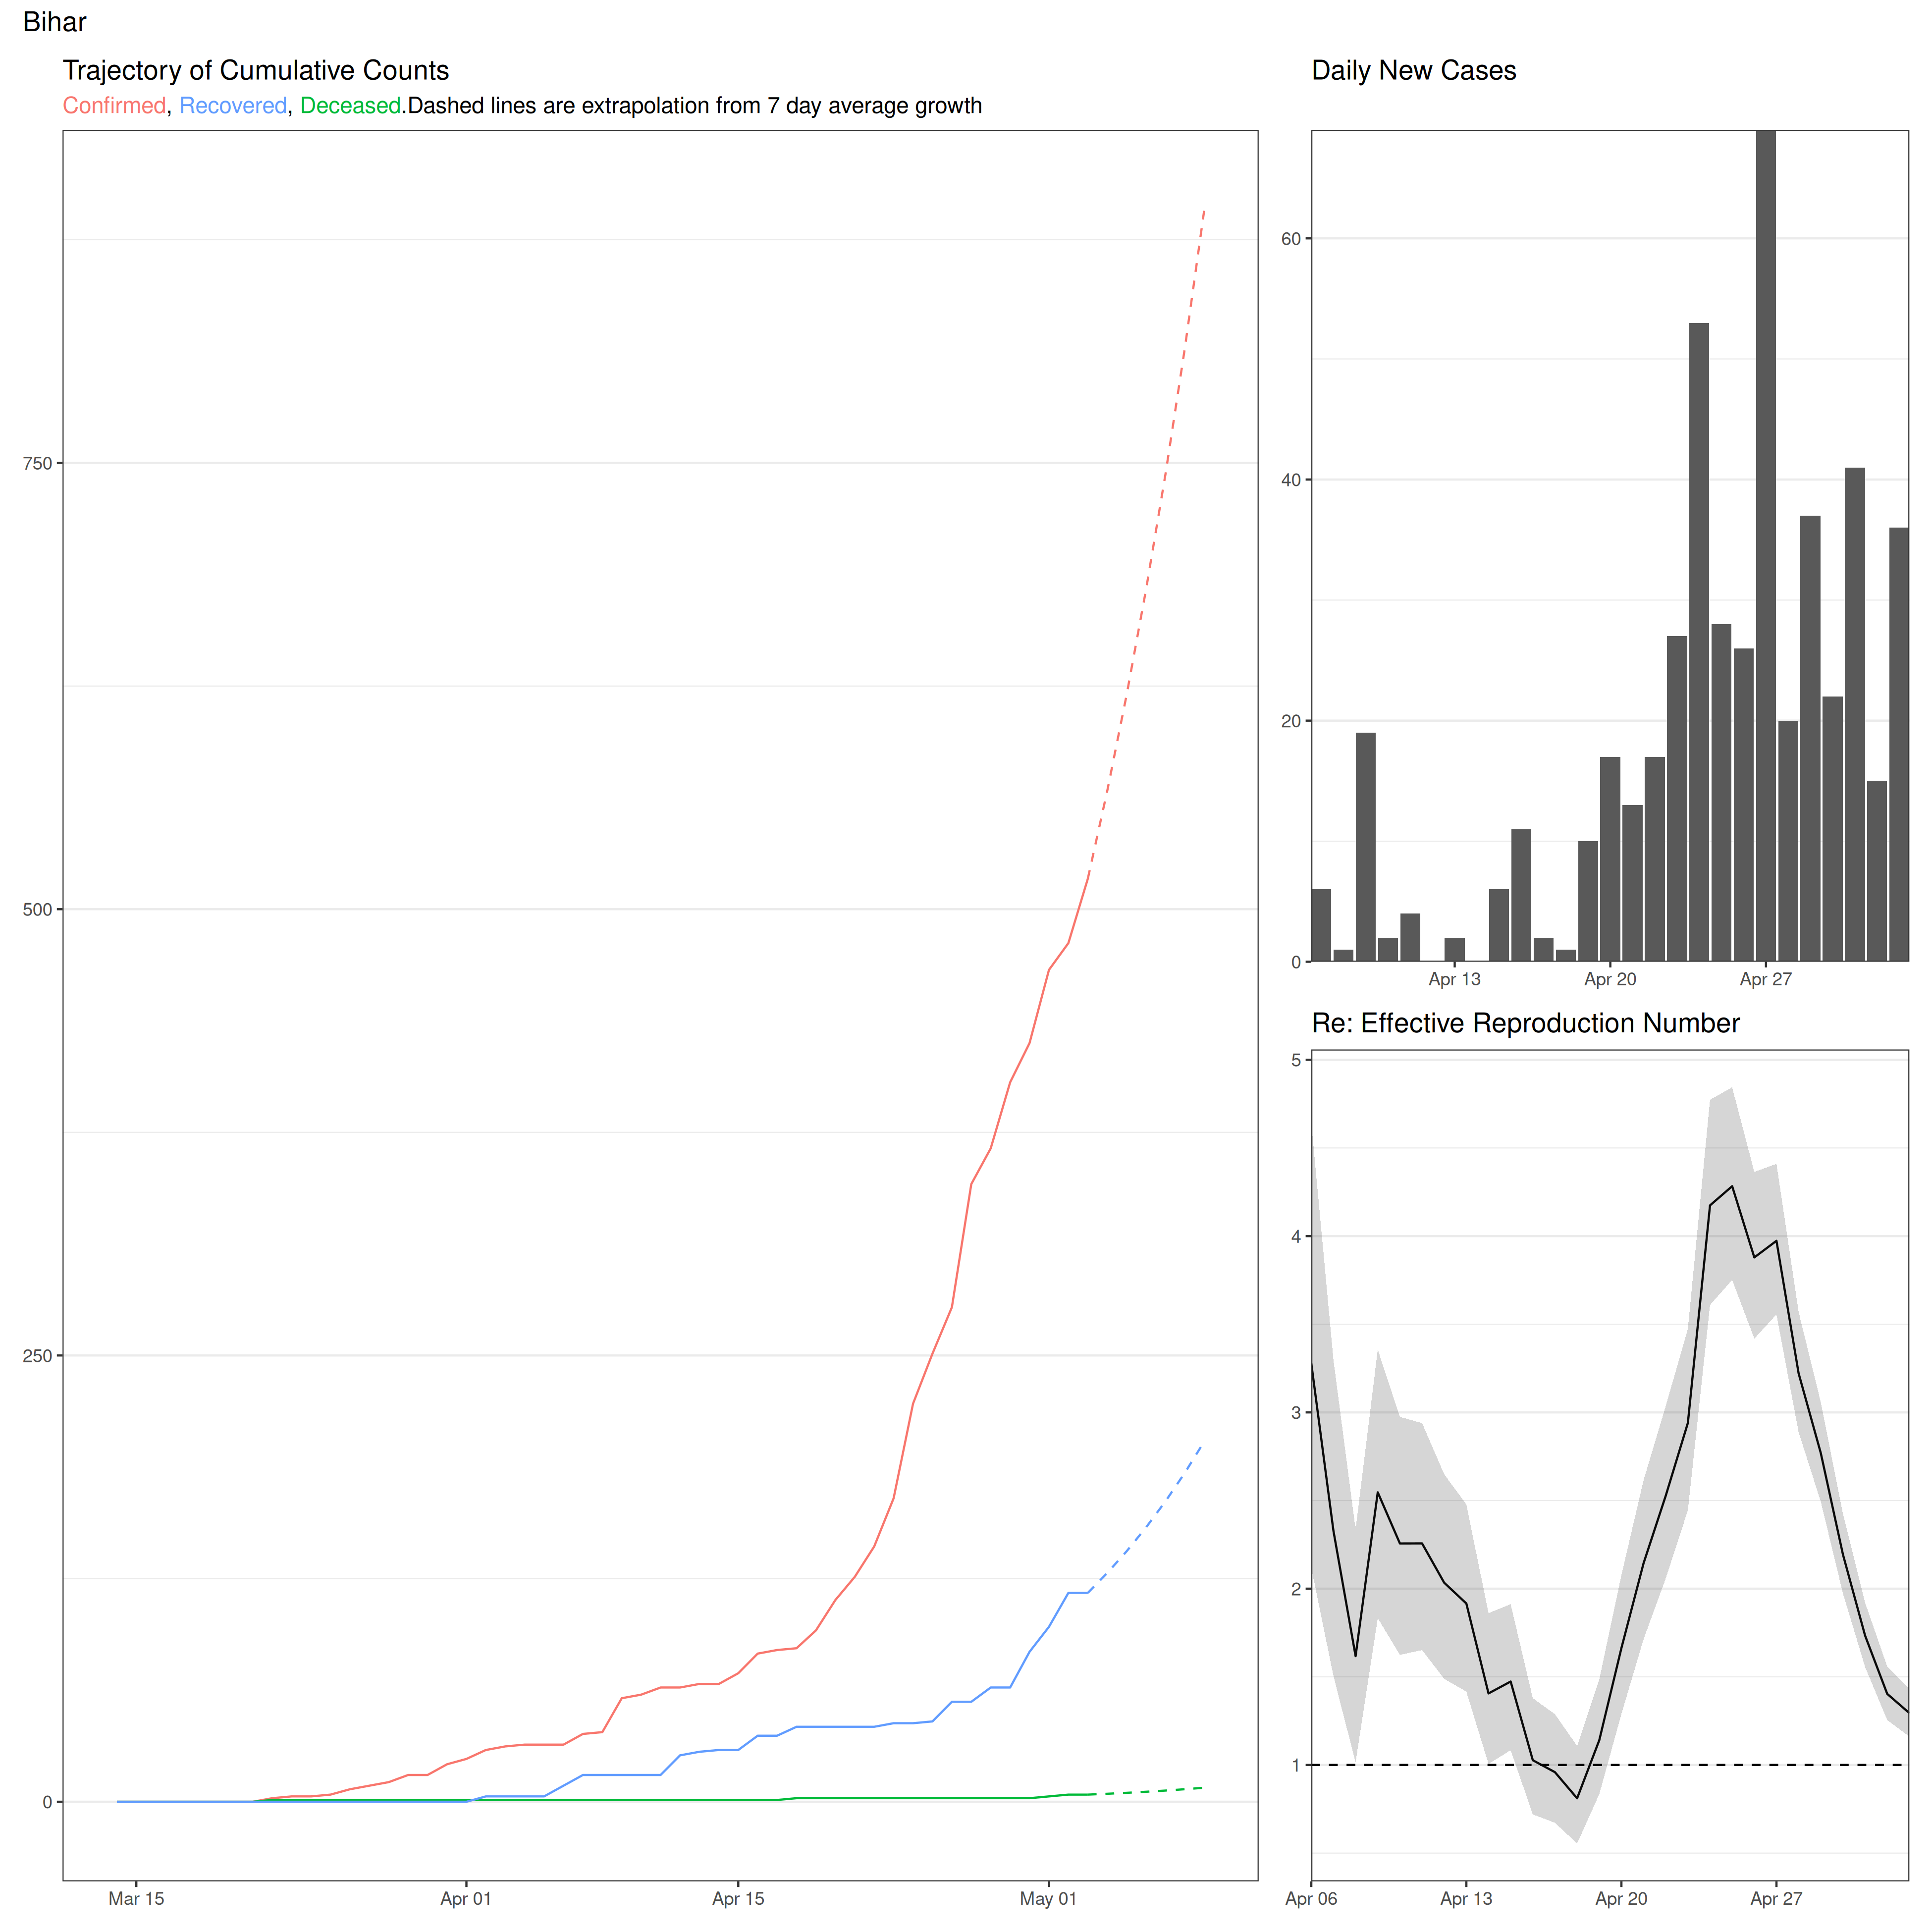 Bihar
Trajectory of Cumulative Counts
Confirmed, Recovered, Deceased.Dashed lines are extrapolation from 7 day average growth
750
500
250
0
Mar 15
Apr 01
Apr 15
May 01
Daily New Cases
60
40
20
0
Apr 13
Apr 20
Apr 27
Re: Effective Reproduction Number
5
4
3
2
1
Apr 06
Apr 13
Apr 20
Apr 27